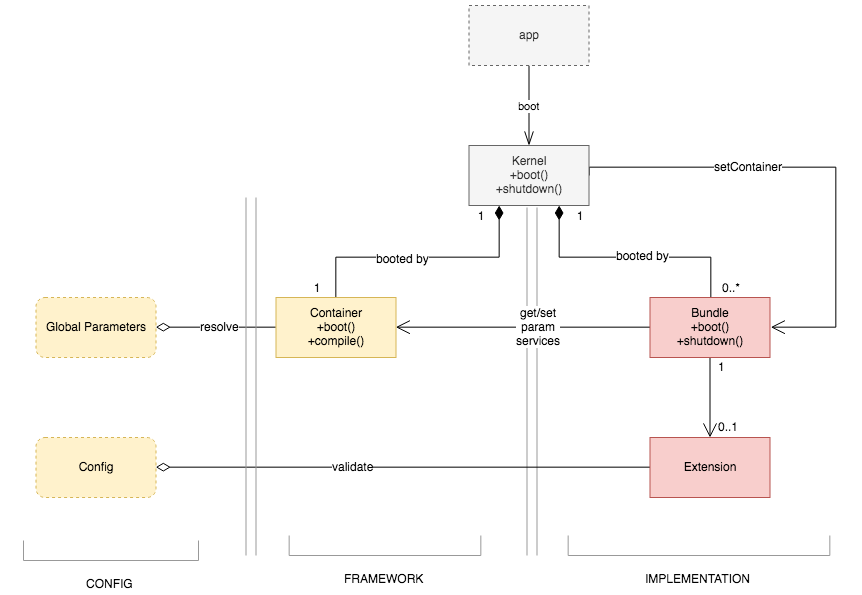 app
boot
Kernel
+boot()
+shutdown()
setContainer
1
1
booted by
booted by
1
0..*
Global Parameters
resolve
Container
+boot()
+compile()
get/set
param
services
Bundle
+boot()
+shutdown()
1
0..1
Config
validate
Extension
CONFIG
FRAMEWORK
IMPLEMENTATION